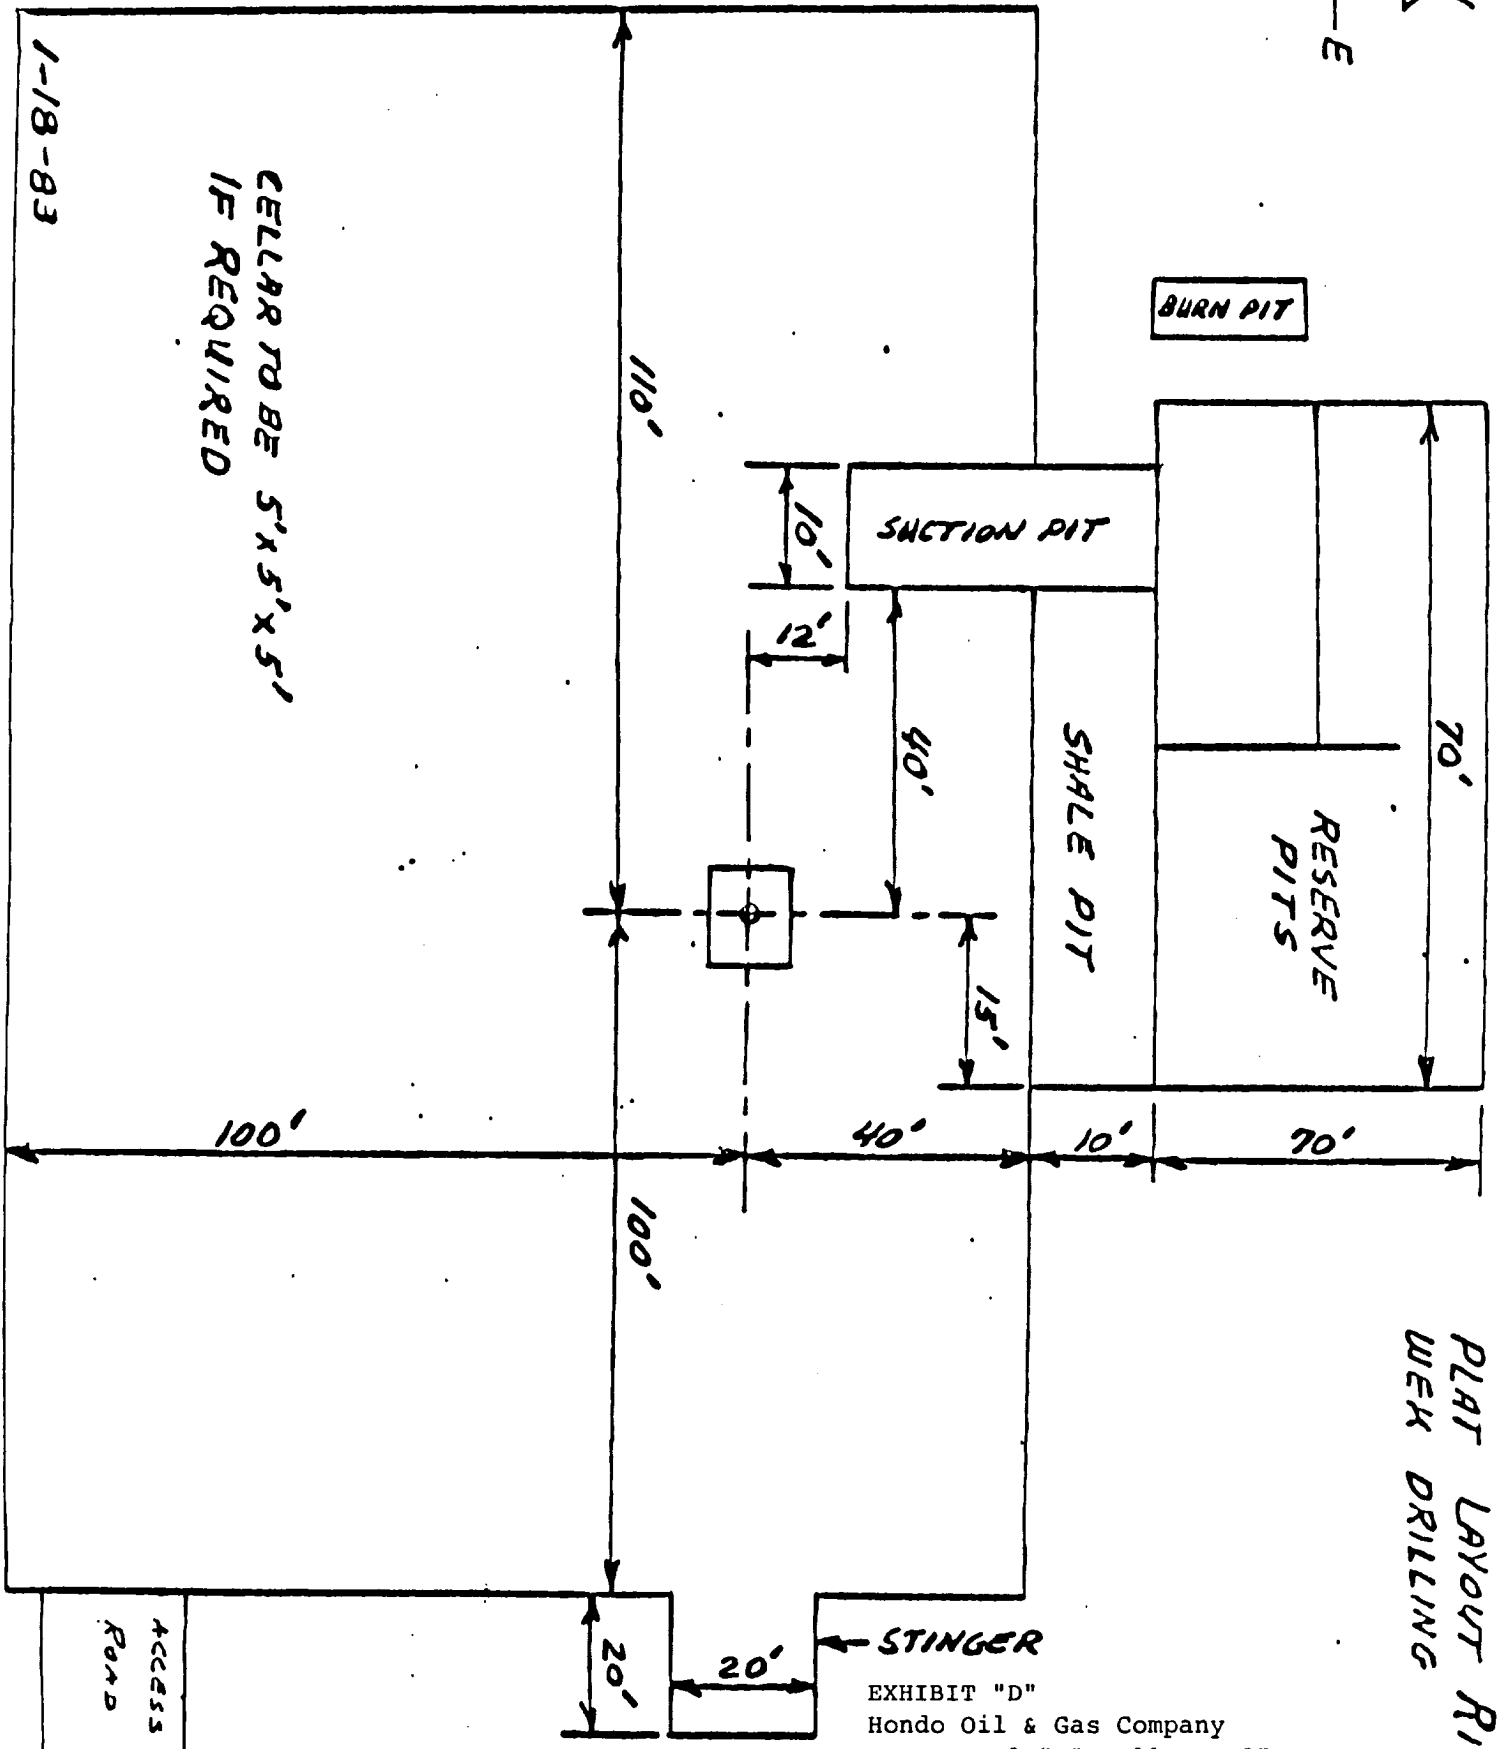 E
PLAT LAYOUT
WEK DRILLING
BURN PIT
70'
RESERVE
PITS
SUCTION PIT
SHALE PIT
10'
12'
40'
15'
110'
CELLAR TO BE 5'x5'x5'
IF REQUIRED
1-18-83
100'
40'
10'
70'
100'
STINGER
20'
20'
ACCESS
ROAD
EXHIBIT "D"
Hondo Oil & Gas Company